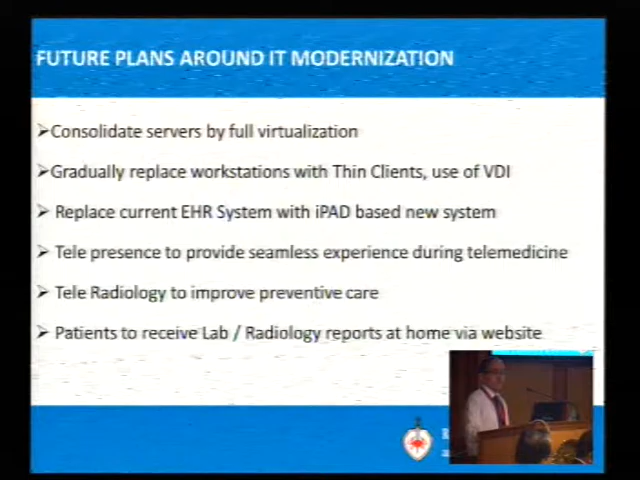 FUTURE PLANS AROUND IT MODERNIZATION
➢Consolidate servers by full virtualization
➢Gradually replace workstations with Thin Clients, use of VDI
➢ Replace current EHR System with iPAD based new system
➢ Tele presence to provide seamless experience during telemedicine
➢ Tele Radiology to improve preventive care
➢ Patients to receive Lab / Radiology reports at home via website